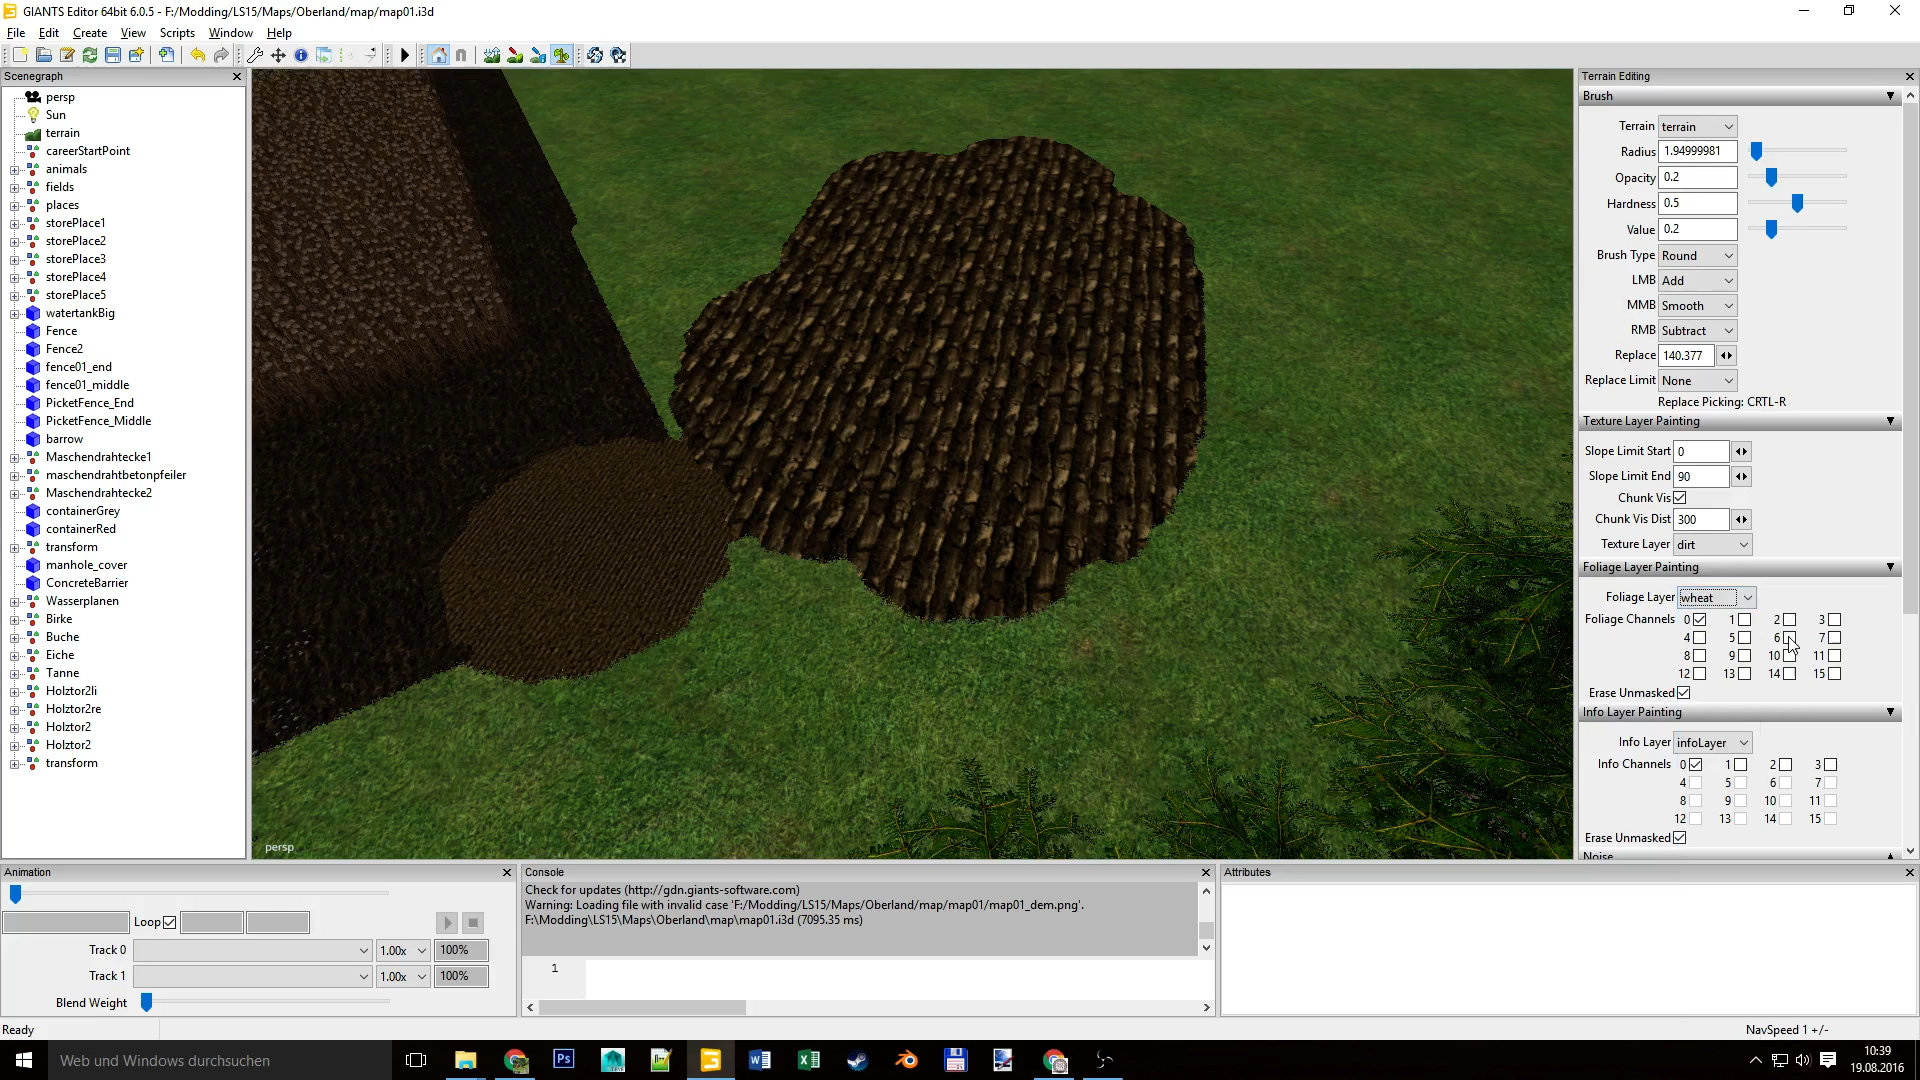 GIANTS Editor 64bit 6.0.5 - F:/Modding/LS15/Maps/Oberland/map/map01.i3d
File Edit Create View Scripts Window Help
Scenegraph
persp
Sun
terrain
careerStartPoint
animals
fields
places
storePlace1
storePlace2
storePlace3
storePlace4
storePlace5
watertankBig
Fence
Fence2
fence01_end
fence01_middle
PicketFence_End
PicketFence_Middle
barrow
Maschendrahtecke1
maschendrahtbetonpfeiler
Maschendrahtecke2
containerGrey
containerRed
transform
manhole_cover
ConcreteBarrier
Wasserplanen
Birke
Buche
Eiche
Tanne
Holztor2li
Holztor2re
Holztor2
Holztor2
transform
persp
Terrain Editing
Brush
Terrain terrain
Radius 1.94999981
Opacity 0.2
Hardness 0.5
Value 0.2
Brush Type Round
LMB Add
MMB Smooth
RMB Subtract
Replace 140.377
Replace Limit None
Replace Picking: CRTL-R
Texture Layer Painting
Slope Limit Start 0
Slope Limit End 90
Chunk Vis
Chunk Vis Dist 300
Texture Layer dirt
Foliage Layer Painting
Foliage Layer wheat
Foliage Channels 0 1 2 3
4 5 6 7
8 9 10 11
12 13 14 15
Erase Unmasked
Info Layer Painting
Info Layer infoLayer
Info Channels 0 1 2 3
4 5 6 7
8 9 10 11
12 13 14 15
Erase Unmasked
Noise
Animation
Loop
Track 0 1.00x 100%
Track 1 1.00x 100%
Blend Weight
Console
Check for updates (http://gdn.giants-software.com)
Warning: Loading file with invalid case 'F:/Modding/LS15/Maps/Oberland/map/map01/map01_dem.png'.
F:\Modding\LS15\Maps\Oberland\map\map01.i3d (7095.35 ms)
1
Attributes
Ready
NavSpeed 1 +/-
Web und Windows durchsuchen
Ps
10:39
19.08.2016